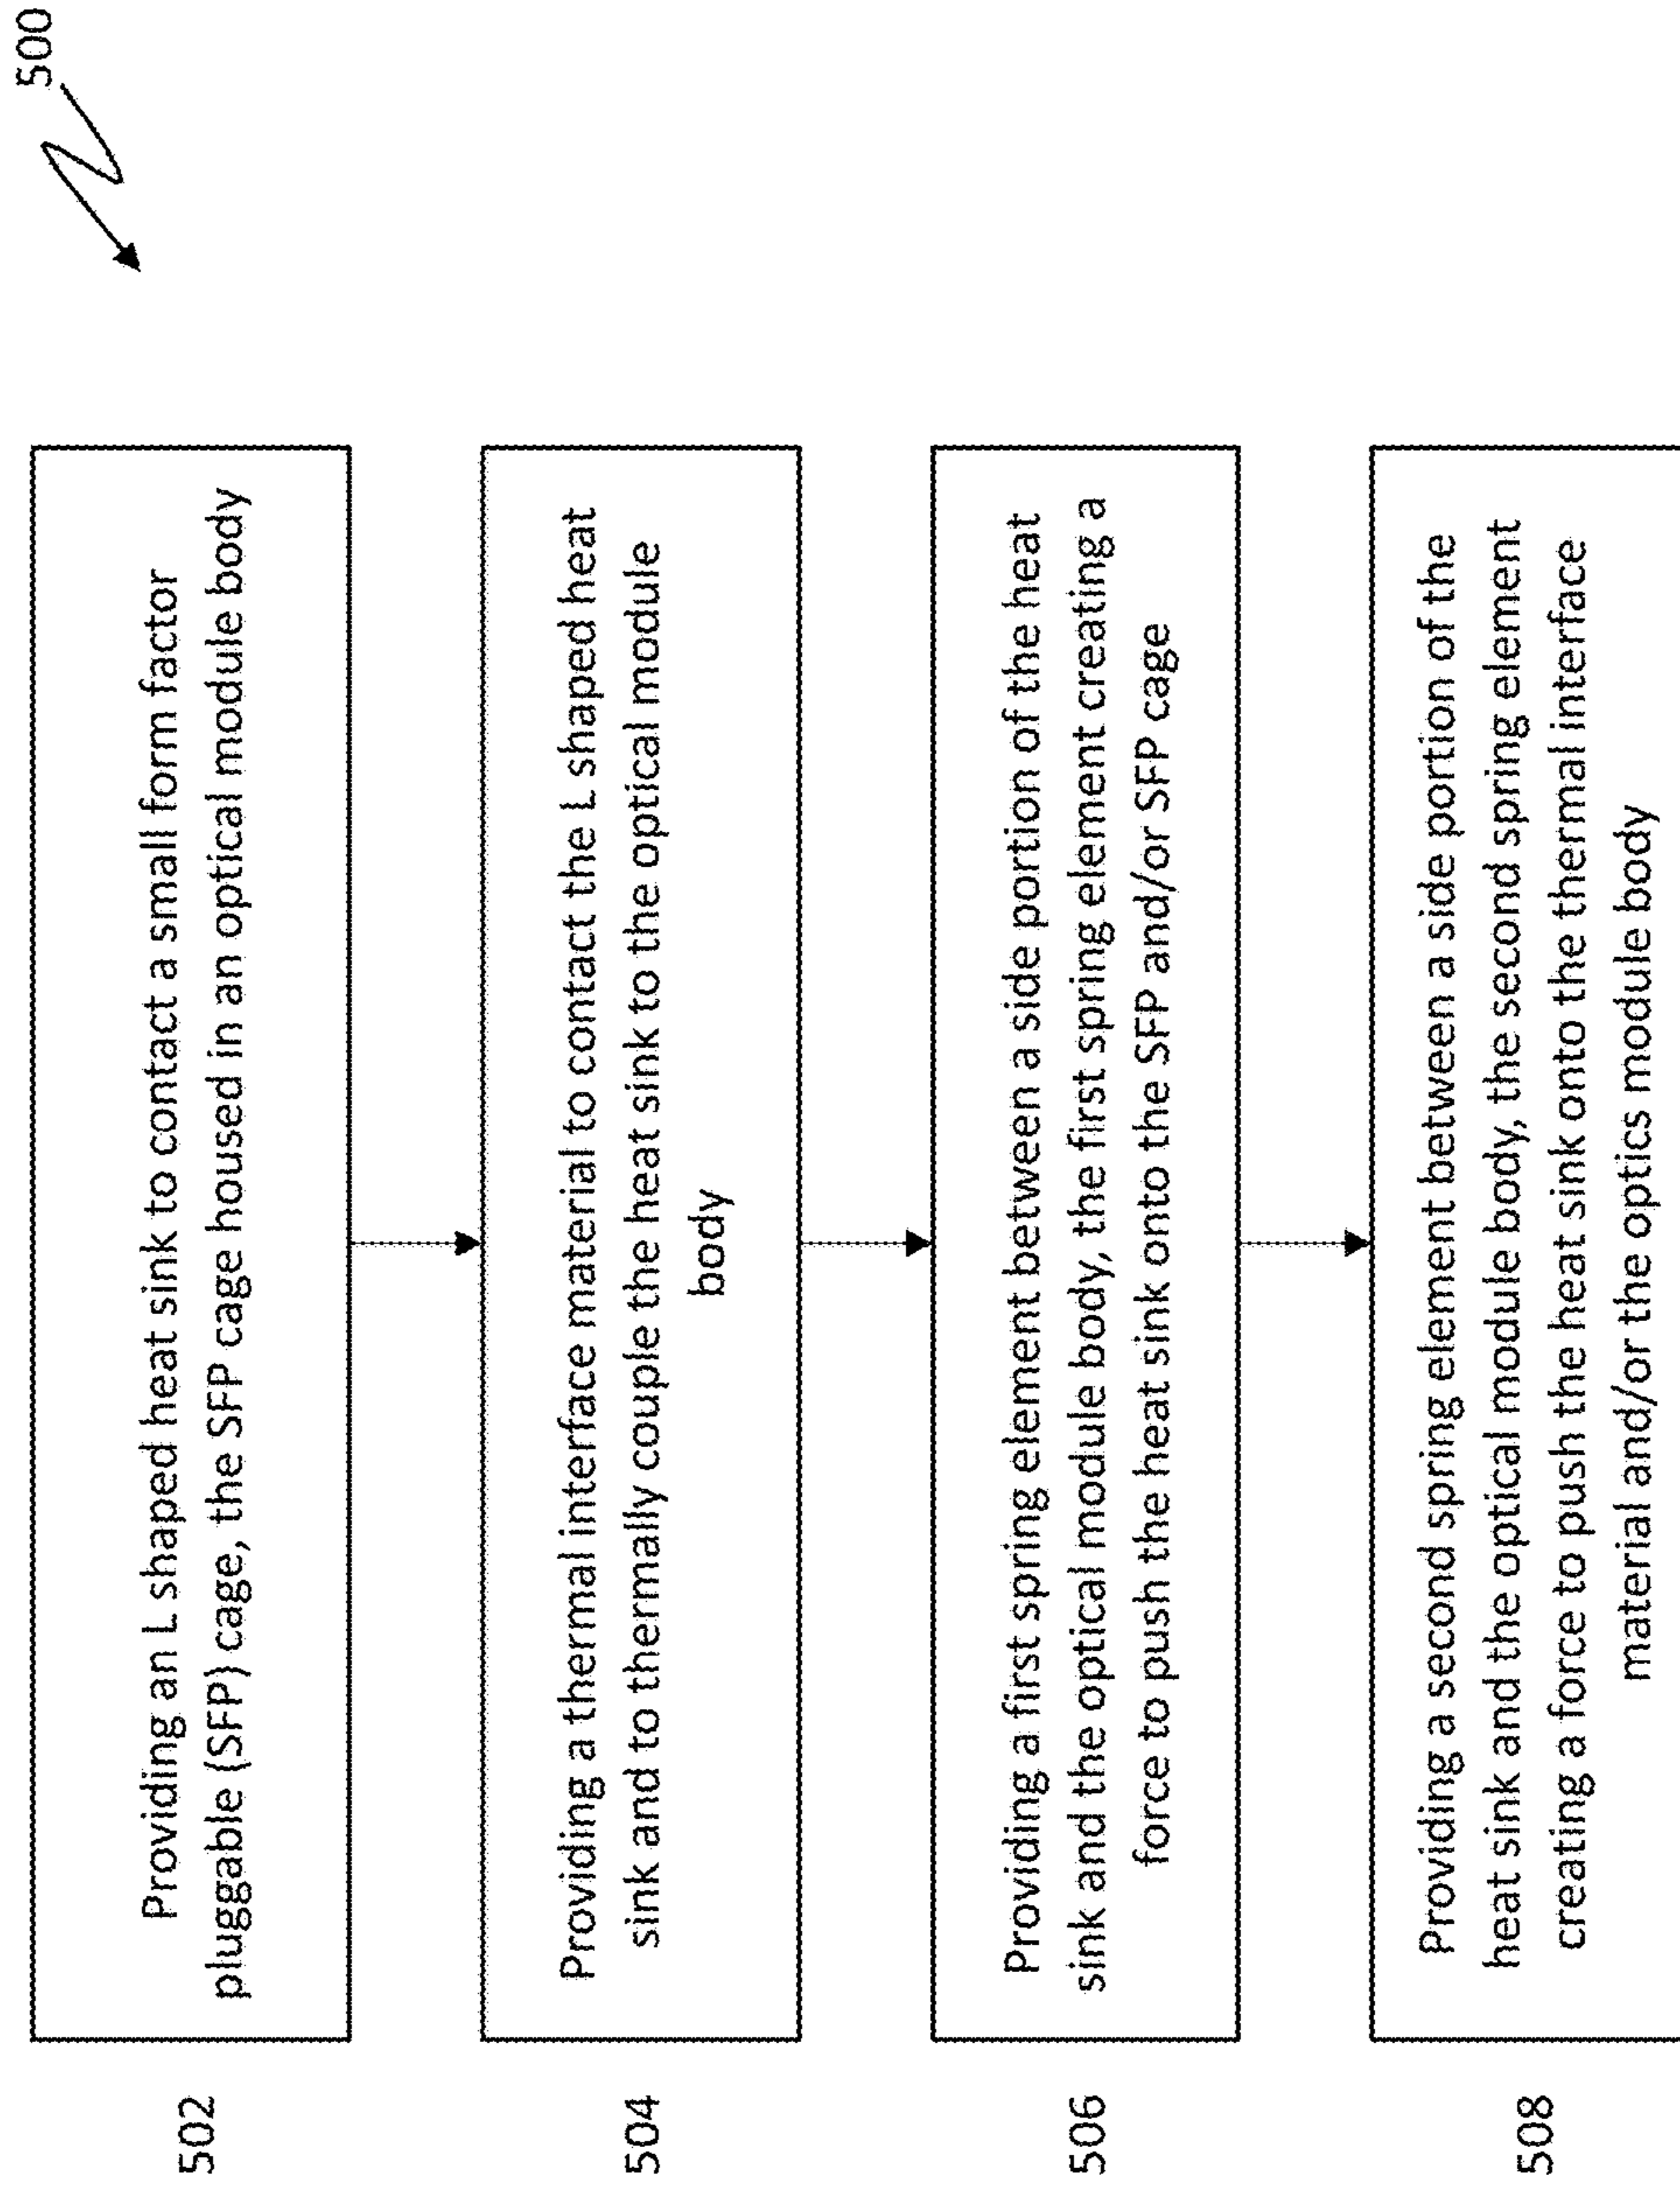 500
502
Providing an L shaped heat sink to contact a small form factor
pluggable (SFP) cage, the SFP cage housed in an optical module body
504
Providing a thermal interface material to contact the L shaped heat
sink and to thermally couple the heat sink to the optical module
body
506
Providing a first spring element between a side portion of the heat
sink and the optical module body, the first spring element creating a
force to push the heat sink onto the SFP and/or SFP cage
508
Providing a second spring element between a side portion of the
heat sink and the optical module body, the second spring element
creating a force to push the heat sink onto the thermal interface
material and/or the optics module body